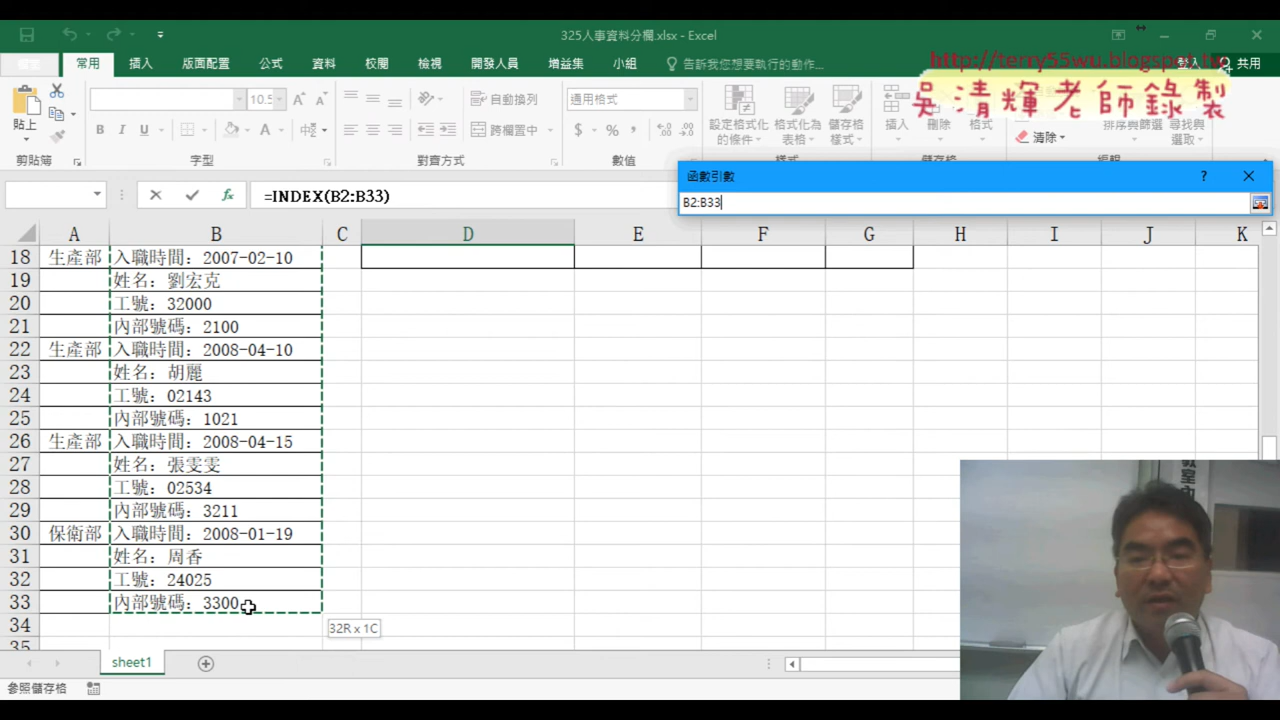 325人事資料分欄.xlsx - Excel
常用 插入 版面配置 公式 資料 校閱 檢視 開發人員 增益集 小組 告訴我您想要執行的動作... 登入 共用
http://terry55wu.blogspot.tw
吳清輝老師錄製
貼上 10.5 自動換列 通用格式 設定格式化的條件 格式化為表格 儲存格樣式 插入 刪除 格式 清除 排序與篩選 尋找與選取
B I U A 中 跨欄置中 $ % ,
剪貼簿 字型 對齊方式 數值 樣式 儲存格 編輯
函數引數 ?
B2:B33
fx =INDEX(B2:B33)
A B C D E F G H I J K
18 生產部 入職時間：2007-02-10
19 姓名：劉宏克
20 工號：32000
21 內部號碼：2100
22 生產部 入職時間：2008-04-10
23 姓名：胡麗
24 工號：02143
25 內部號碼：1021
26 生產部 入職時間：2008-04-15
27 姓名：張雯雯
28 工號：02534
29 內部號碼：3211
30 保衛部 入職時間：2008-01-19
31 姓名：周香
32 工號：24025
33 內部號碼：3300
34 32R x 1C
35
sheet1
參照儲存格